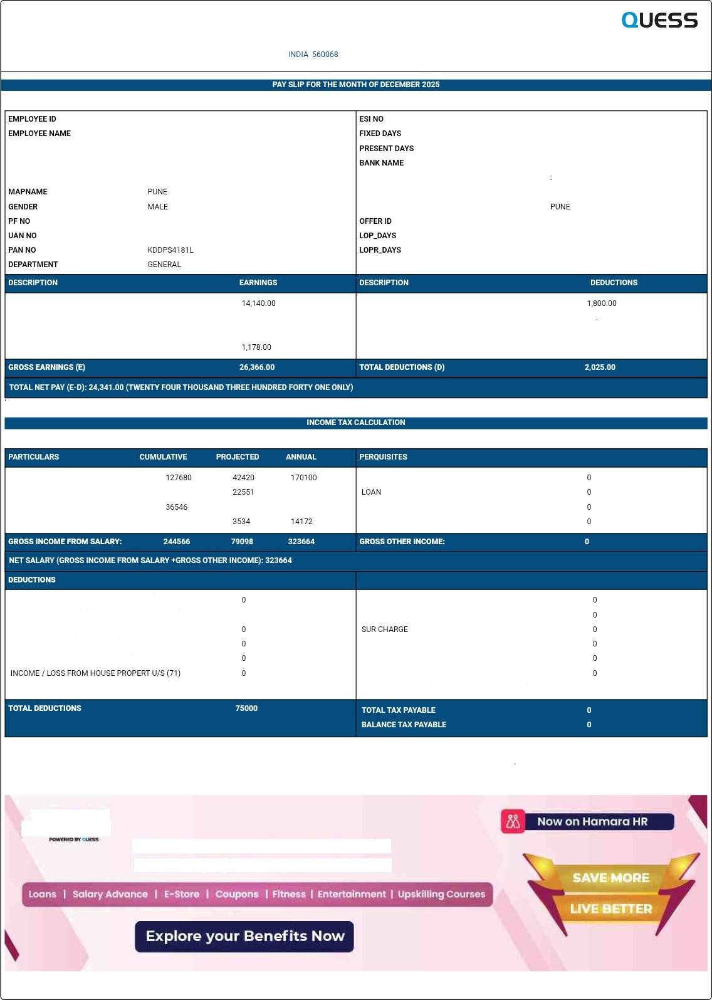 QUESS
INDIA 560068
PAY SLIP FOR THE MONTH OF DECEMBER 2025
EMPLOYEE ID ESI NO
EMPLOYEE NAME FIXED DAYS
PRESENT DAYS
BANK NAME
:
MAPNAME PUNE
GENDER MALE PUNE
PF NO OFFER ID
UAN NO LOP_DAYS
PAN NO KDDPS4181L LOPR_DAYS
DEPARTMENT GENERAL
DESCRIPTION EARNINGS DESCRIPTION DEDUCTIONS
14,140.00 1,800.00
1,178.00
GROSS EARNINGS (E) 26,366.00 TOTAL DEDUCTIONS (D) 2,025.00
TOTAL NET PAY (E-D): 24,341.00 (TWENTY FOUR THOUSAND THREE HUNDRED FORTY ONE ONLY)
INCOME TAX CALCULATION
PARTICULARS CUMULATIVE PROJECTED ANNUAL PERQUISITES
127680 42420 170100 0
22551 LOAN 0
36546 0
3534 14172 0
GROSS INCOME FROM SALARY: 244566 79098 323664 GROSS OTHER INCOME: 0
NET SALARY (GROSS INCOME FROM SALARY +GROSS OTHER INCOME): 323664
DEDUCTIONS
0 0
0
0 SUR CHARGE 0
0 0
0 0
INCOME / LOSS FROM HOUSE PROPERT U/S (71) 0 0
TOTAL DEDUCTIONS 75000 TOTAL TAX PAYABLE 0
BALANCE TAX PAYABLE 0
Now on Hamara HR
POWERED BY QUESS
SAVE MORE
Loans | Salary Advance | E-Store | Coupons | Fitness | Entertainment | Upskilling Courses
LIVE BETTER
Explore your Benefits Now